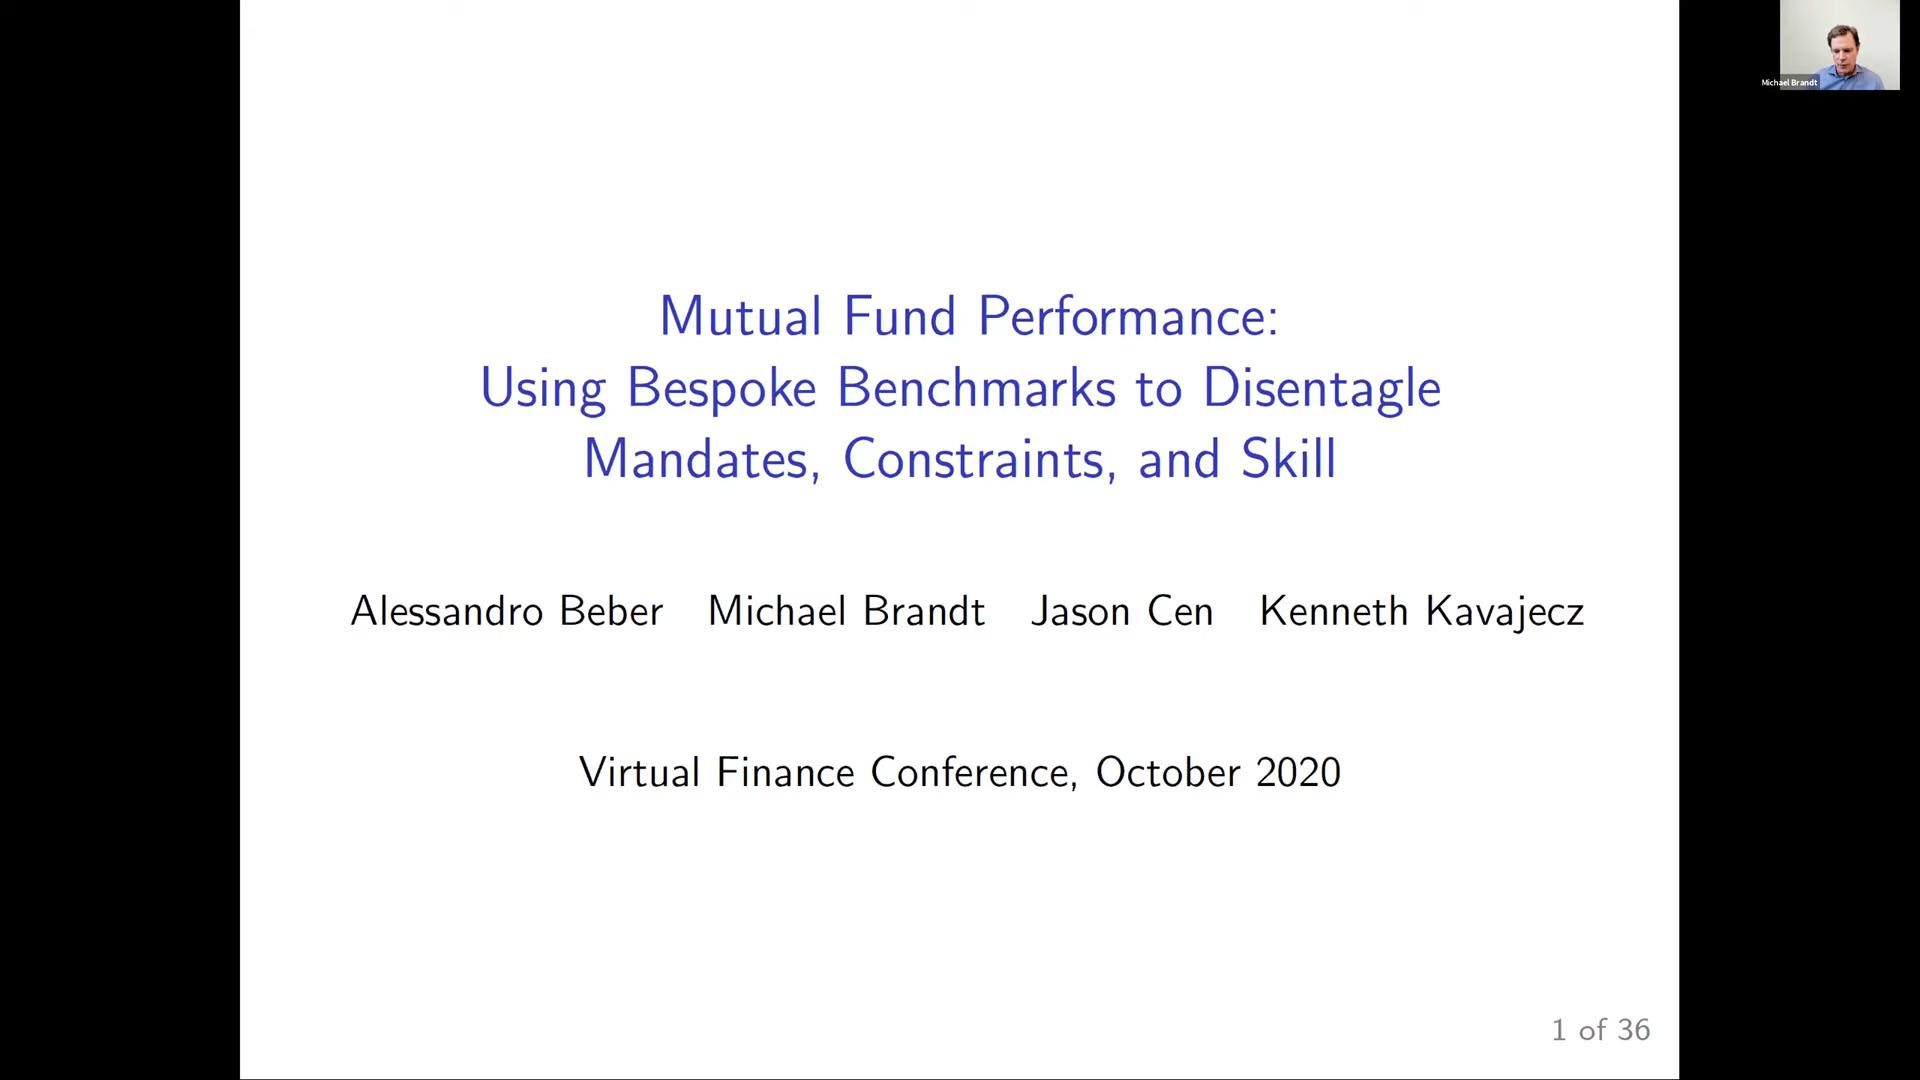 Michael Brandt
Mutual Fund Performance:
Using Bespoke Benchmarks to Disentagle
Mandates, Constraints, and Skill
Alessandro Beber Michael Brandt Jason Cen Kenneth Kavajecz
Virtual Finance Conference, October 2020
1 of 36